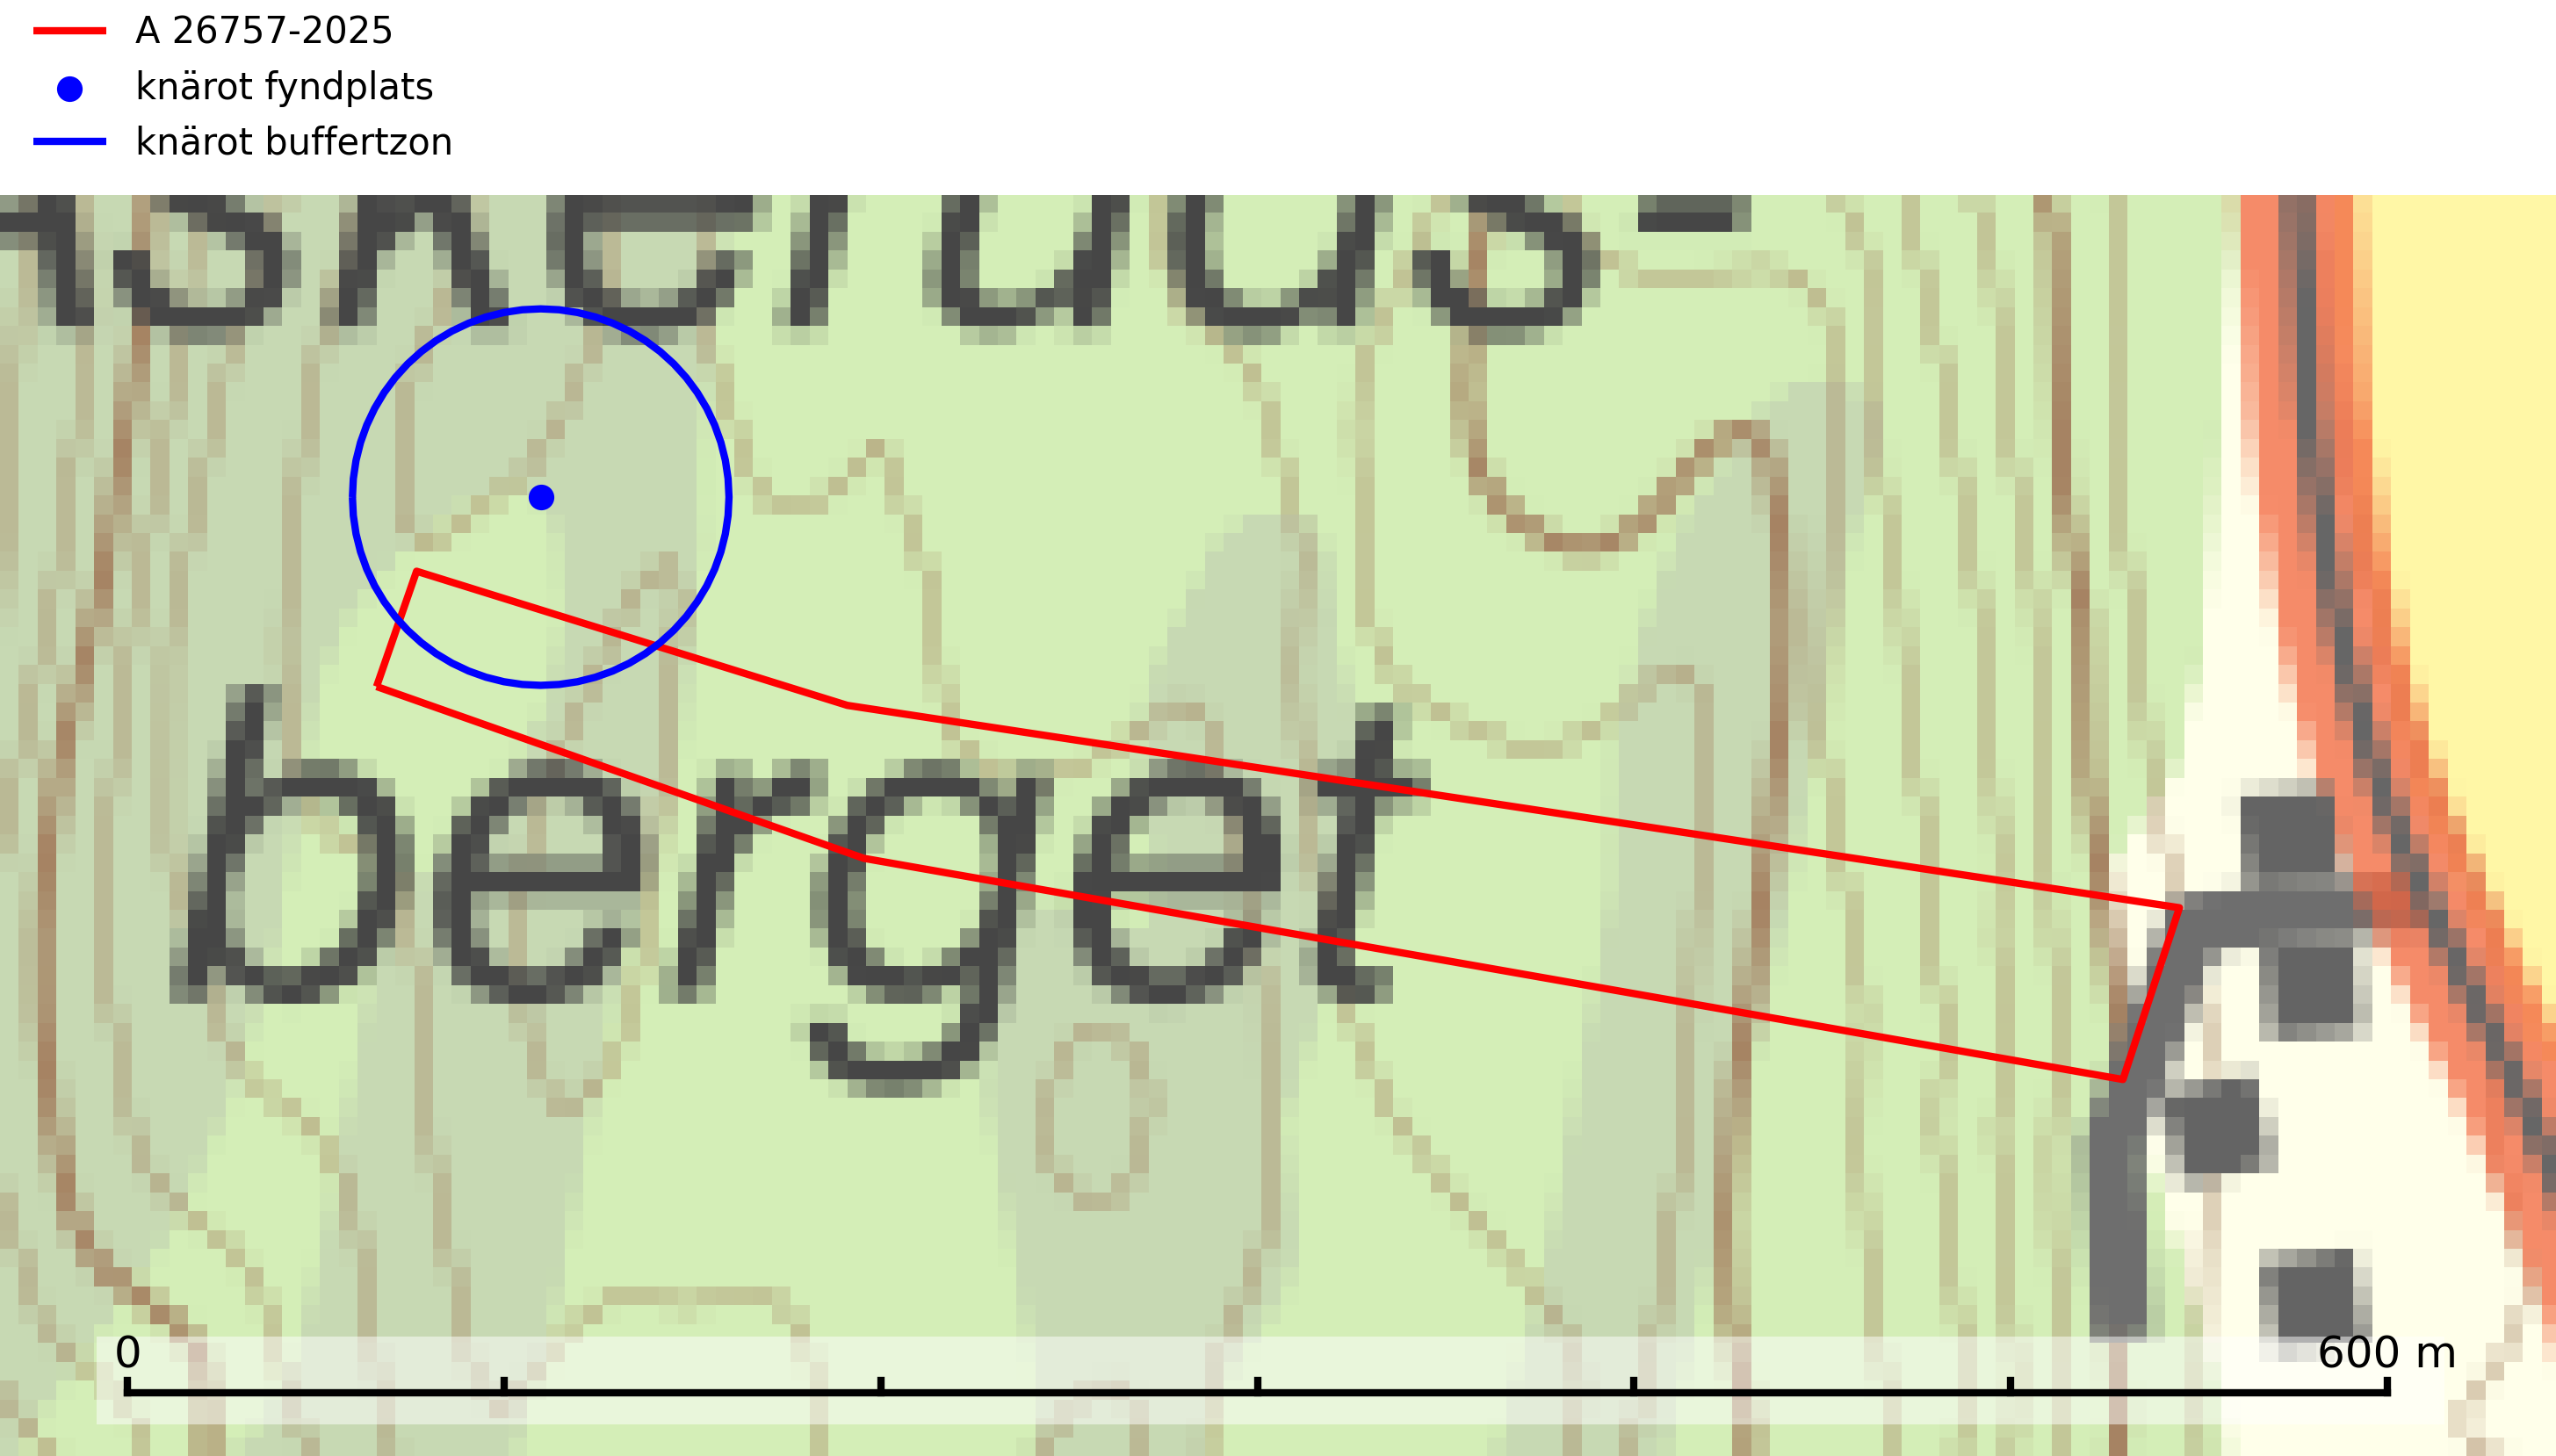 A 26757-2025
knärot fyndplats
knärot buffertzon
berget
0
600 m